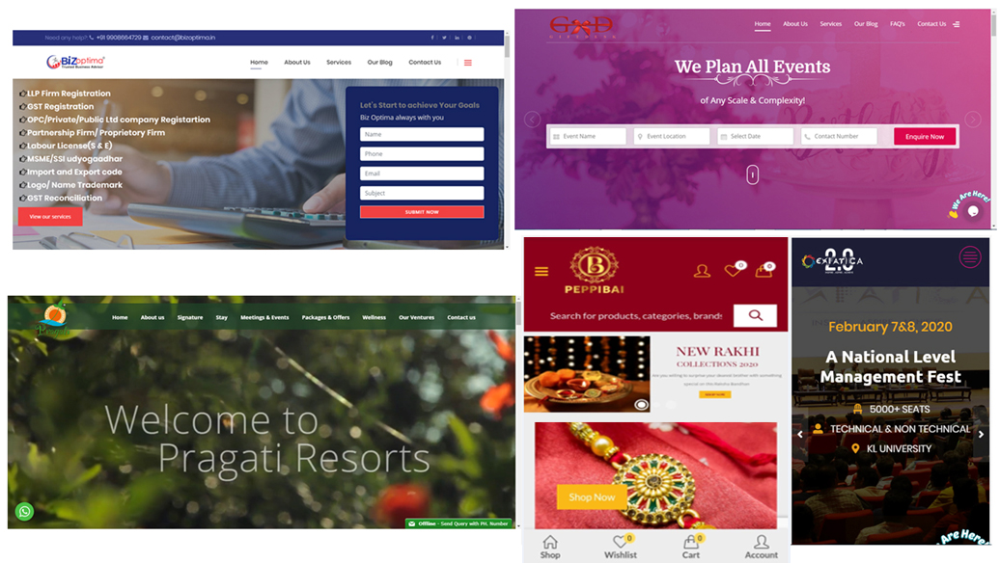 Need any help? +91 9908664729 contact@bizoptima.in
BiZoptima
Trusted Business Advisor
Home About Us Services Our Blog Contact Us
LLP Firm Registration
GST Registration
OPC/Private/Public Ltd company Registartion
Partnership Firm/ Proprietory Firm
Labour License(S & E)
MSME/SSI udyogaadhar
Import and Export code
Logo/ Name Trademark
GST Reconciliation
View our services
Let's Start to achieve Your Goals
Biz Optima always with you
Name
Phone
Email
Subject
SUBMIT NOW
Home About Us Services Our Blog FAQ's Contact Us
We Plan All Events
of Any Scale & Complexity!
Event Name Event Location Select Date Contact Number Enquire Now
We Are Here!
Home About us Signature Stay Meetings & Events Packages & Offers Wellness Our Ventures Contact us
Welcome to
Pragati Resorts
Offline - Send Query with PH. Number
B
PEPPIBAI
0 0
Search for products, categories, brands
NEW RAKHI
COLLECTIONS 2020
Shop Now
0 0
Shop Wishlist Cart Account
2.0
EXFATICA
February 7&8, 2020
A National Level
Management Fest
5000+ SEATS
TECHNICAL & NON TECHNICAL
KL UNIVERSITY
Are Here!